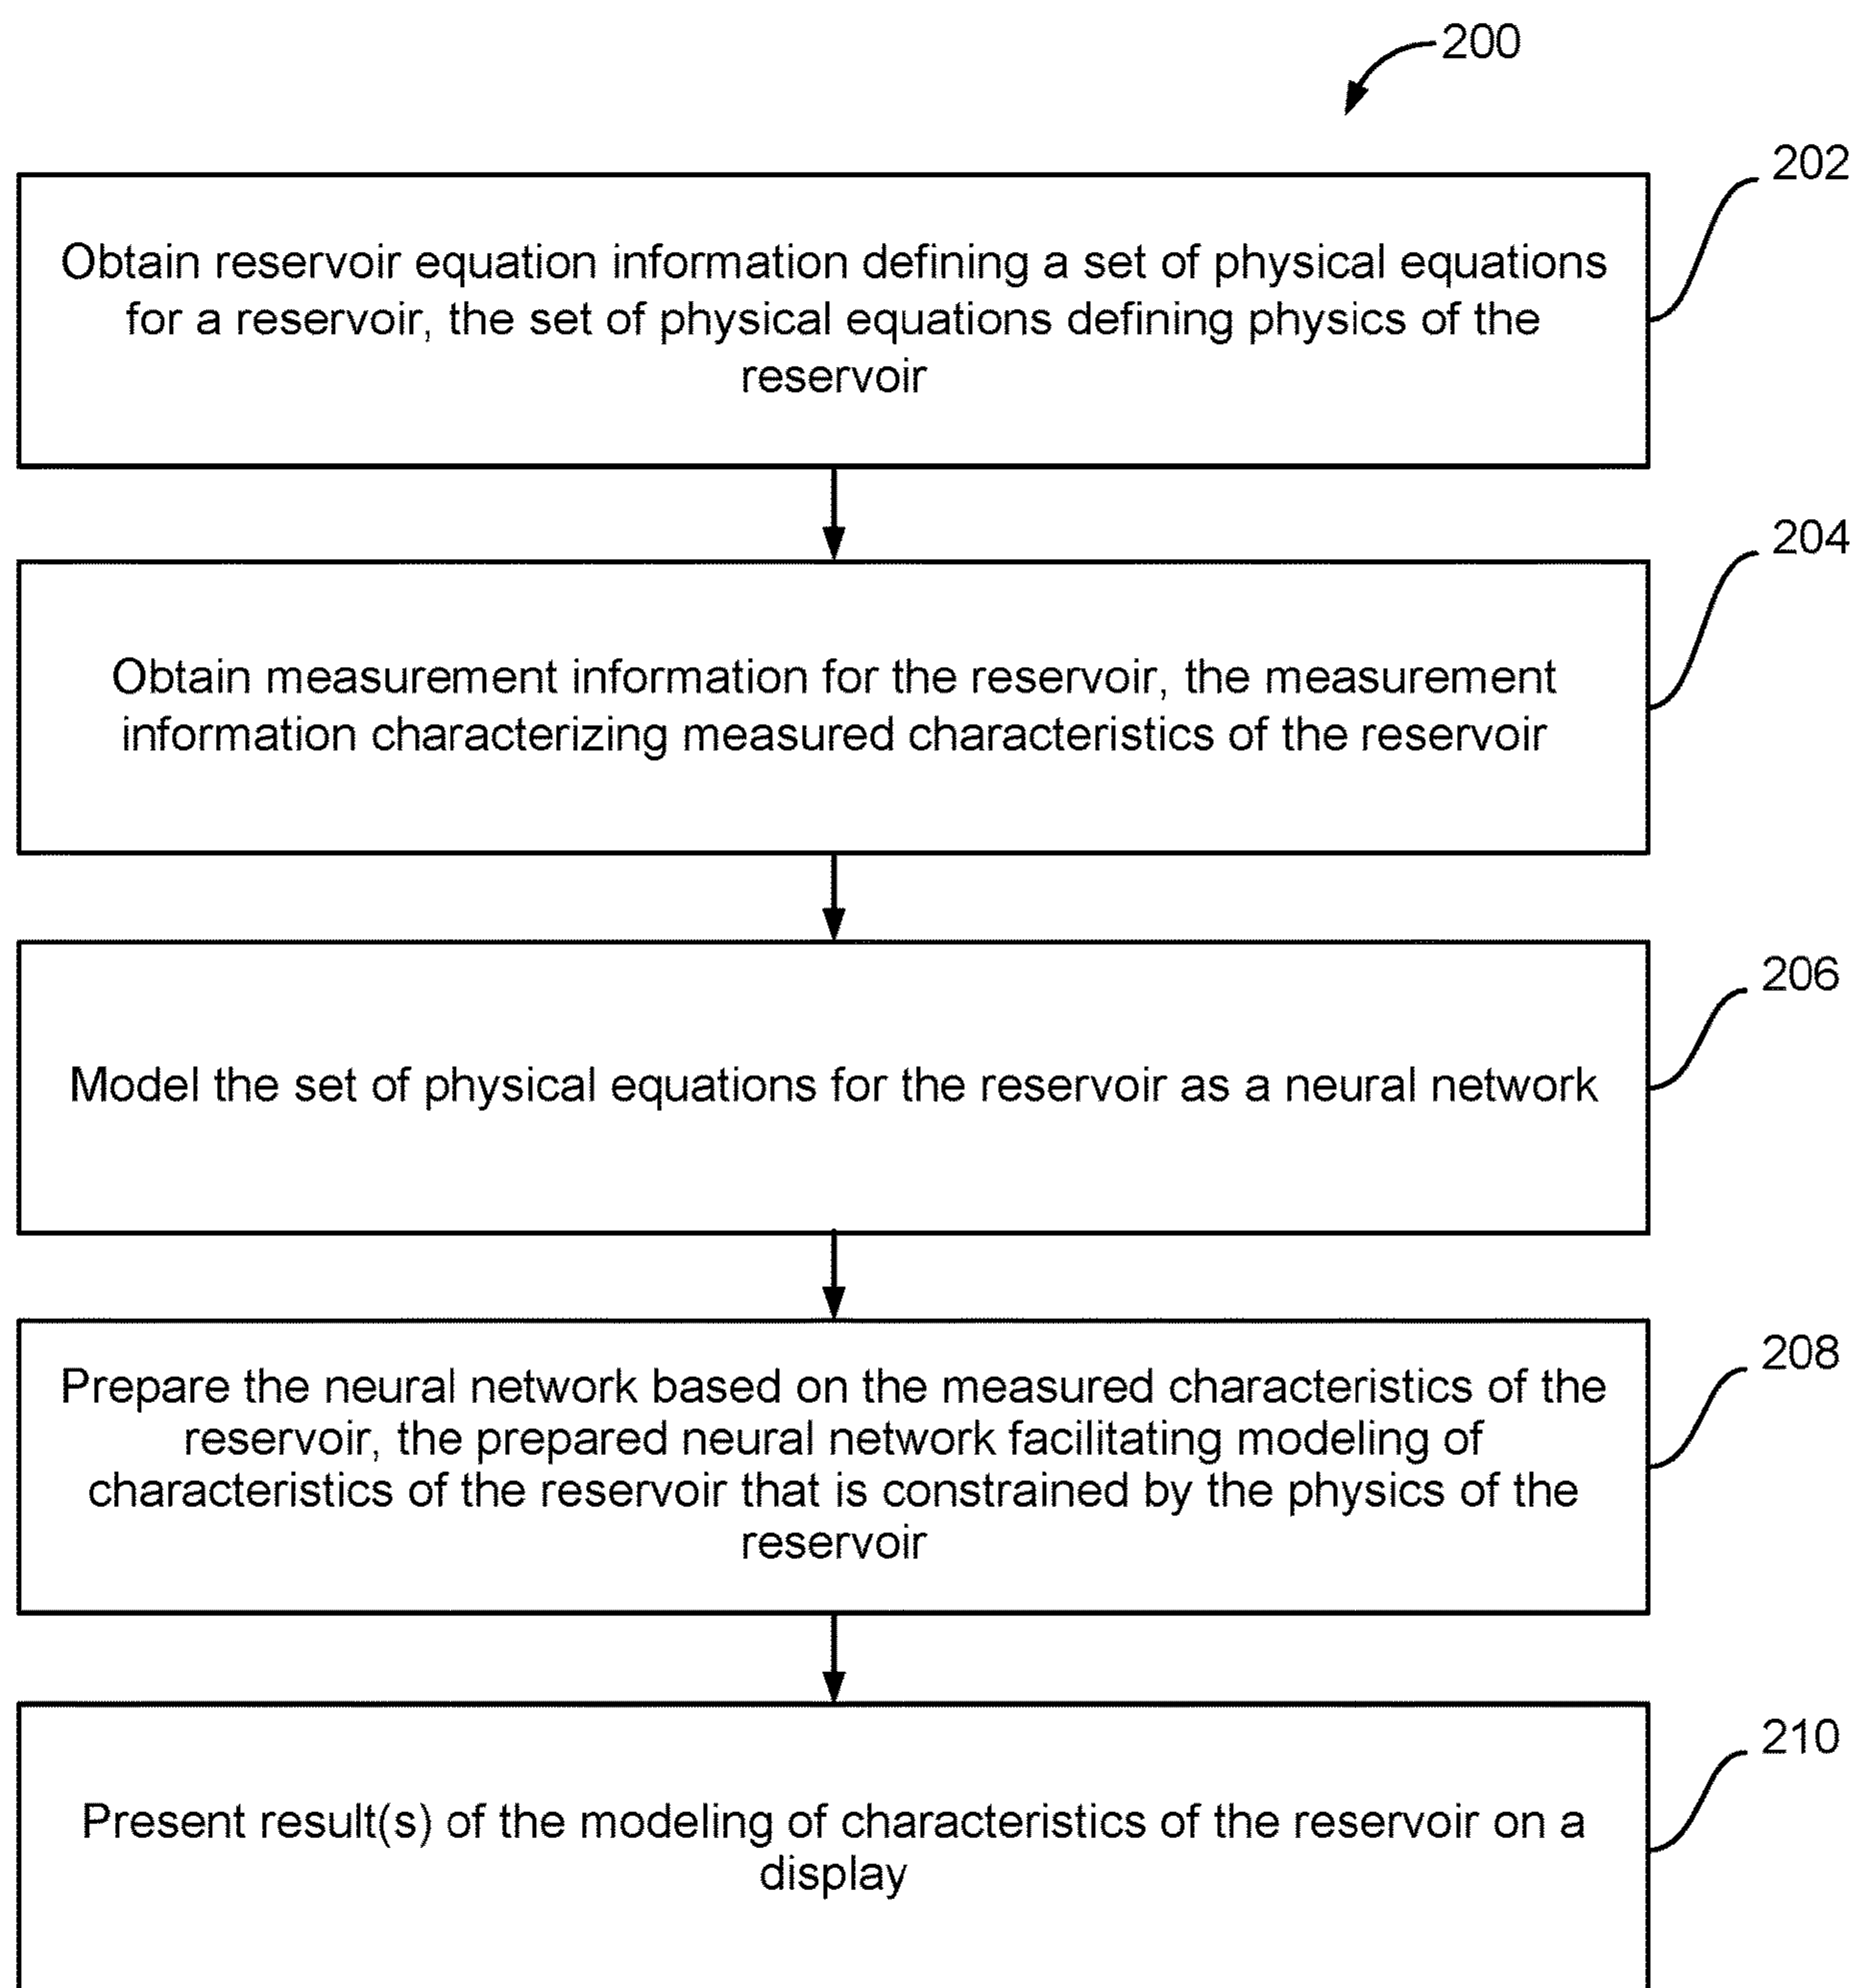 200
202
Obtain reservoir equation information defining a set of physical equations
for a reservoir, the set of physical equations defining physics of the
reservoir
204
Obtain measurement information for the reservoir, the measurement
information characterizing measured characteristics of the reservoir
206
Model the set of physical equations for the reservoir as a neural network
208
Prepare the neural network based on the measured characteristics of the
reservoir, the prepared neural network facilitating modeling of
characteristics of the reservoir that is constrained by the physics of the
reservoir
210
Present result(s) of the modeling of characteristics of the reservoir on a
display